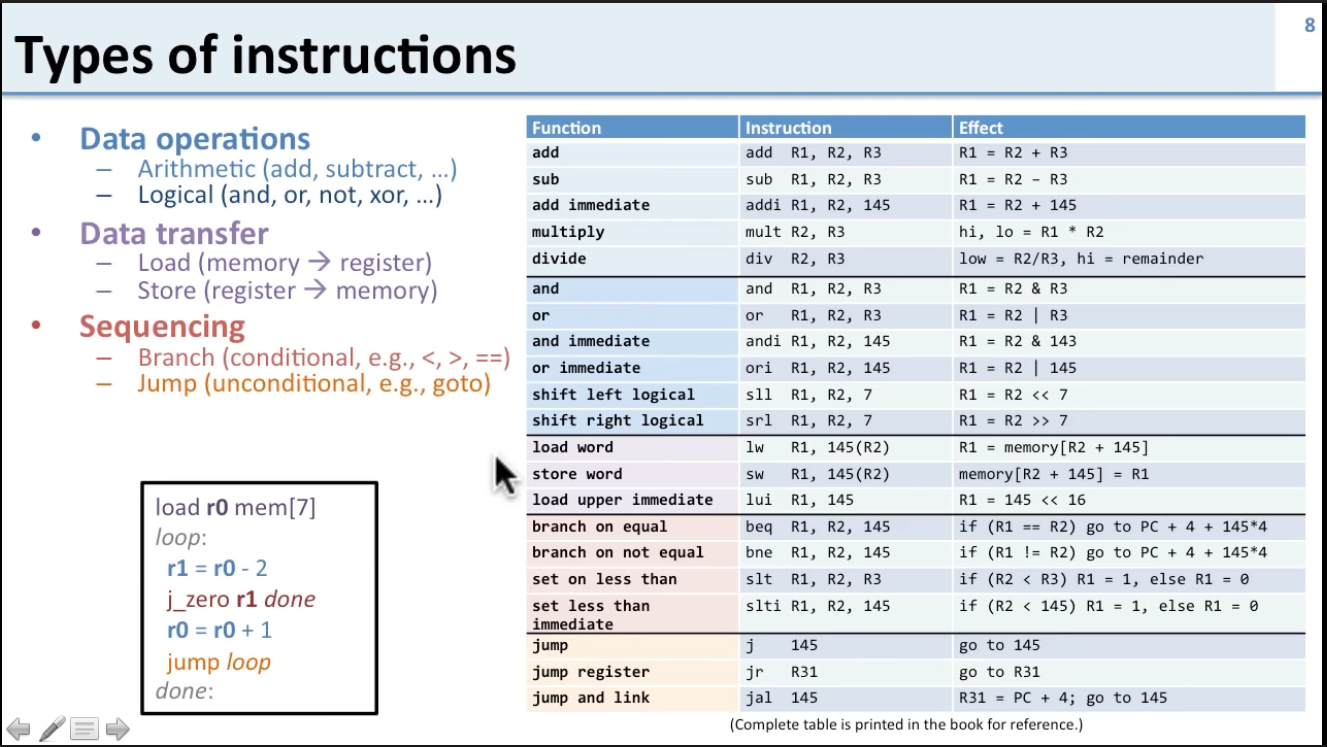 8
Types of instructions
• Data operations
– Arithmetic (add, subtract, ...)
– Logical (and, or, not, xor, ...)
• Data transfer
– Load (memory → register)
– Store (register → memory)
• Sequencing
– Branch (conditional, e.g., <, >, ==)
– Jump (unconditional, e.g., goto)
load r0 mem[7]
loop:
r1 = r0 - 2
j_zero r1 done
r0 = r0 + 1
jump loop
done:
Function Instruction Effect
add add R1, R2, R3 R1 = R2 + R3
sub sub R1, R2, R3 R1 = R2 – R3
add immediate addi R1, R2, 145 R1 = R2 + 145
multiply mult R2, R3 hi, lo = R1 * R2
divide div R2, R3 low = R2/R3, hi = remainder
and and R1, R2, R3 R1 = R2 & R3
or or R1, R2, R3 R1 = R2 | R3
and immediate andi R1, R2, 145 R1 = R2 & 143
or immediate ori R1, R2, 145 R1 = R2 | 145
shift left logical sll R1, R2, 7 R1 = R2 << 7
shift right logical srl R1, R2, 7 R1 = R2 >> 7
load word lw R1, 145(R2) R1 = memory[R2 + 145]
store word sw R1, 145(R2) memory[R2 + 145] = R1
load upper immediate lui R1, 145 R1 = 145 << 16
branch on equal beq R1, R2, 145 if (R1 == R2) go to PC + 4 + 145*4
branch on not equal bne R1, R2, 145 if (R1 != R2) go to PC + 4 + 145*4
set on less than slt R1, R2, R3 if (R2 < R3) R1 = 1, else R1 = 0
set less than slti R1, R2, 145 if (R2 < 145) R1 = 1, else R1 = 0
immediate
jump j 145 go to 145
jump register jr R31 go to R31
jump and link jal 145 R31 = PC + 4; go to 145
(Complete table is printed in the book for reference.)